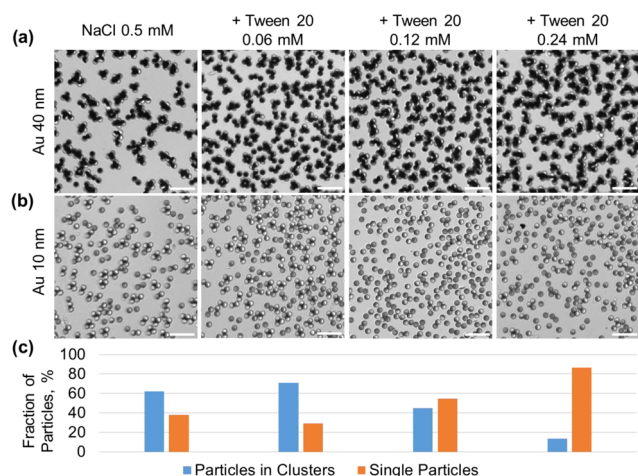 (a)
NaCl 0.5 mM
+ Tween 20
0.06 mM
+ Tween 20
0.12 mM
+ Tween 20
0.24 mM
Au 40 nm
(b)
Au 10 nm
(c)
Fraction of
Particles, %
100
80
60
40
20
0
Particles in Clusters
Single Particles